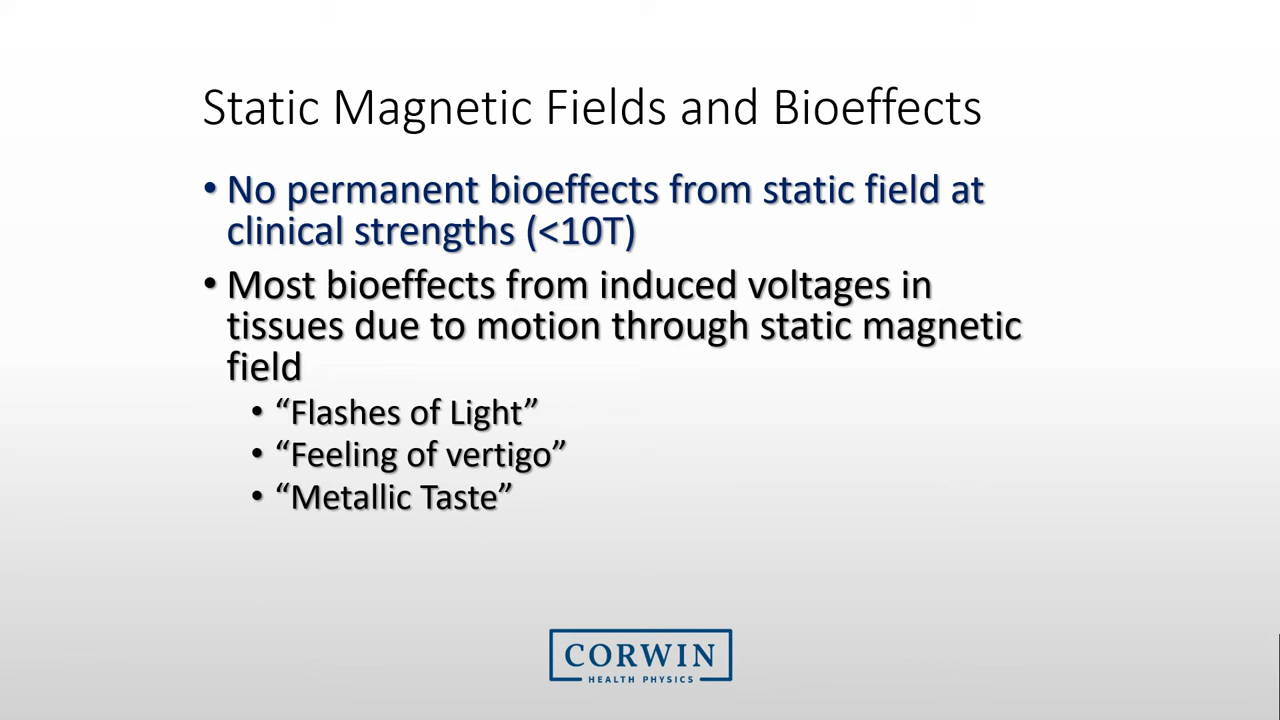 Static Magnetic Fields and Bioeffects
• No permanent bioeffects from static field at
clinical strengths (<10T)
• Most bioeffects from induced voltages in
tissues due to motion through static magnetic
field
• “Flashes of Light”
• “Feeling of vertigo”
• “Metallic Taste”
CORWIN
HEALTH PHYSICS